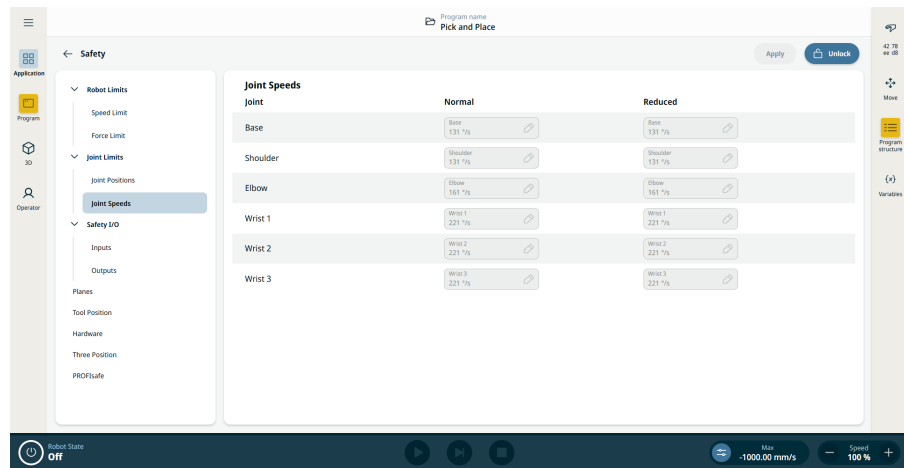 Program name
Pick and Place
Application
Program
3D
Operator
Safety
Apply
Unlock
Robot Limits
Speed Limit
Force Limit
Joint Limits
Joint Positions
Joint Speeds
Safety I/O
Inputs
Outputs
Planes
Tool Position
Hardware
Three Position
PROFIsafe
Joint Speeds
Joint Normal Reduced
Base
Base
131 °/s
Base
131 °/s
Shoulder
Shoulder
131 °/s
Shoulder
131 °/s
Elbow
Elbow
161 °/s
Elbow
161 °/s
Wrist 1
Wrist 1
221 °/s
Wrist 1
221 °/s
Wrist 2
Wrist 2
221 °/s
Wrist 2
221 °/s
Wrist 3
Wrist 3
221 °/s
Wrist 3
221 °/s
42 78
ee d8
Move
Program
structure
{x}
Variables
Robot State
Off
Max
-1000.00 mm/s
Speed
100 %